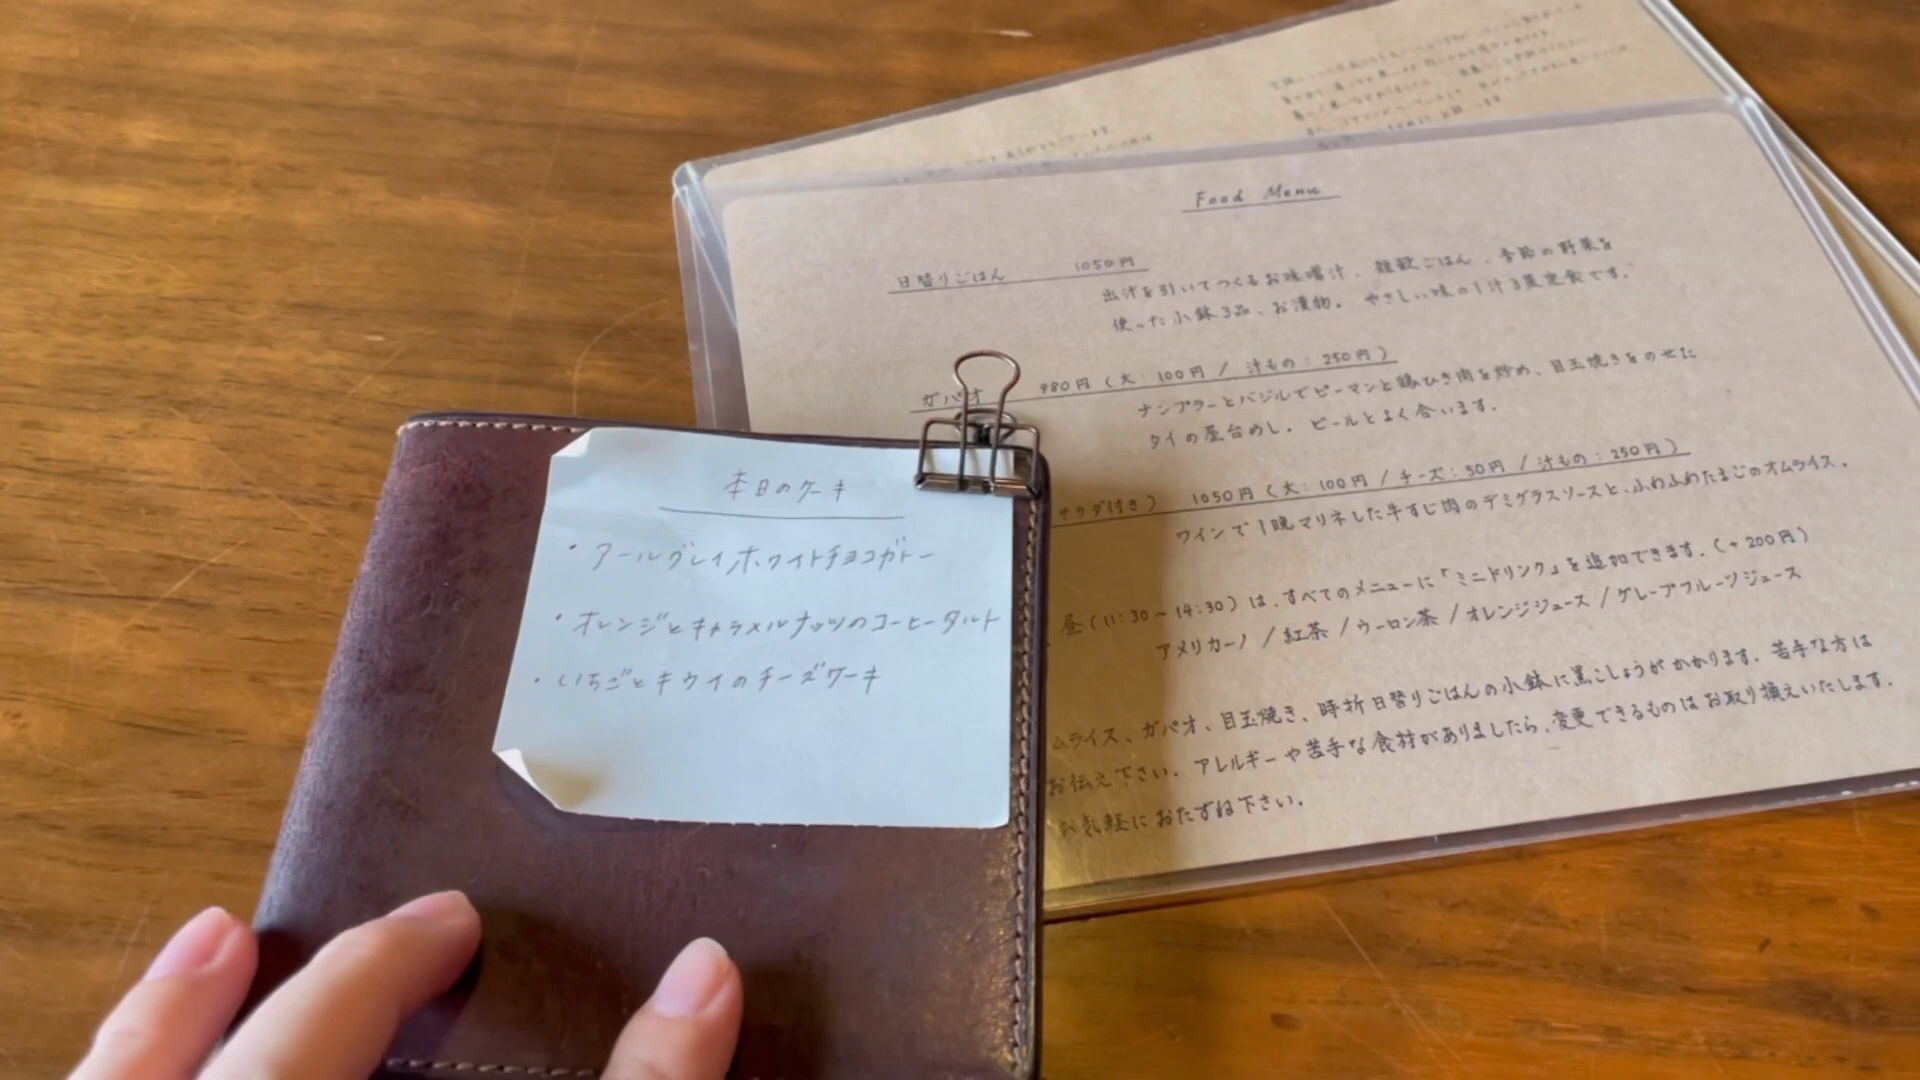 Food Menu
日替りごはん 1050円
出汁を引いてつくるお味噌汁、雑穀ごはん、季節の野菜を
使った小鉢3品、お漬物。やさしい味の1汁3菜定食です。
ガパオ 980円(大:100円 / 汁もの:250円)
ナンプラーとバジルでピーマンと鶏ひき肉を炒め、目玉焼きをのせた
タイの屋台めし。ビールとよく合います。
サラダ付き) 1050円(大:100円 / チーズ:50円 / 汁もの:250円)
ワインで1晩マリネした牛すじ肉のデミグラスソースと、ふわふわたまごのオムライス。
昼(11:30~14:30)は、すべてのメニューに「ミニドリンク」を追加できます。(+200円)
アメリカーノ / 紅茶 / ウーロン茶 / オレンジジュース / グレープフルーツジュース
ムライス、ガパオ、目玉焼き、時折日替りごはんの小鉢に黒こしょうがかかります。苦手な方は
お伝え下さい。アレルギーや苦手な食材がありましたら、変更できるものはお取り換えいたします。
お気軽におたずね下さい。
本日のケーキ
・アールグレイホワイトチョコガトー
・オレンジとキャラメルナッツのコーヒータルト
・いちごとキウイのチーズケーキ